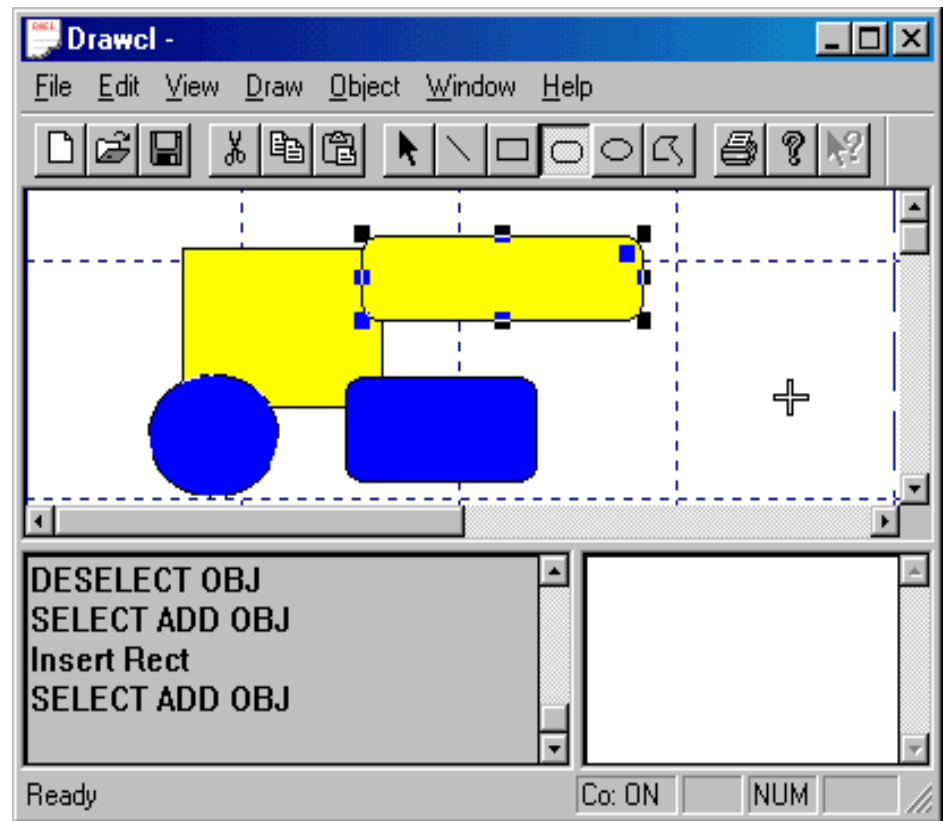 Drawcl -
File Edit View Draw Object Window Help
DESELECT OBJ
SELECT ADD OBJ
Insert Rect
SELECT ADD OBJ
Ready Co: ON NUM